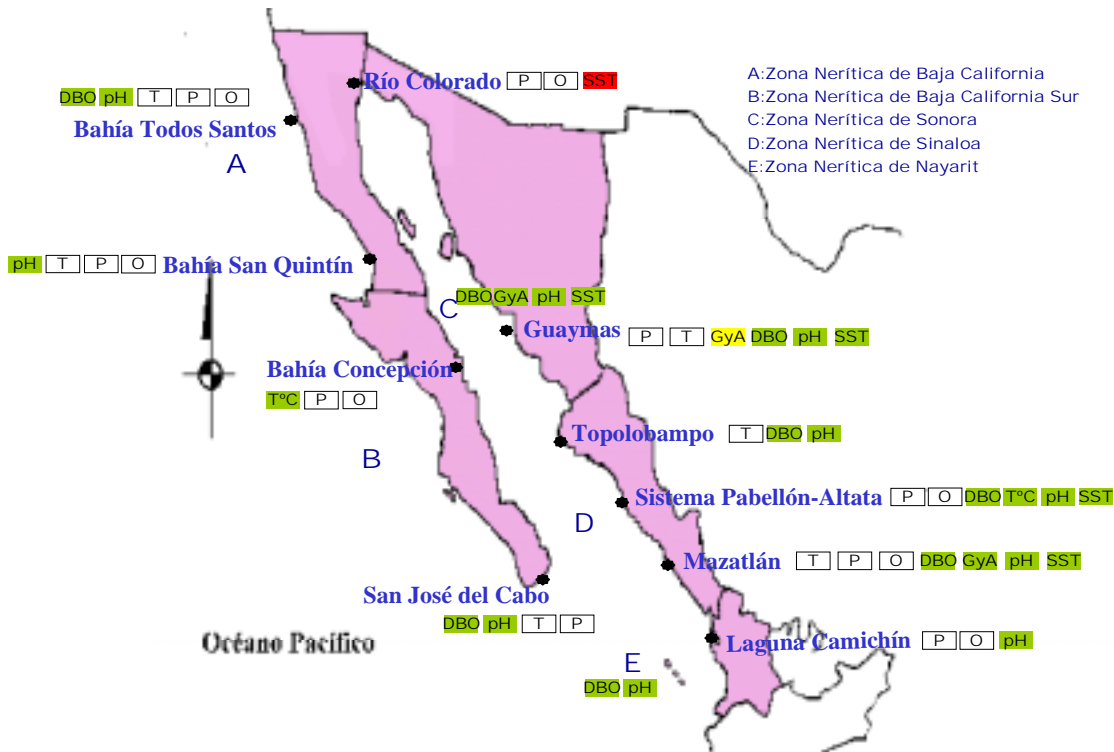 Río Colorado P O SST
A:Zona Nerítica de Baja California
B:Zona Nerítica de Baja California Sur
C:Zona Nerítica de Sonora
D:Zona Nerítica de Sinaloa
E:Zona Nerítica de Nayarit
DBO pH T P O
Bahía Todos Santos
A
pH T P O Bahía San Quintín
C DBO GyA pH SST
Guaymas P T GyA DBO pH SST
Bahía Concepción
TºC P O
Topolobampo T DBO pH
B
Sistema Pabellón-Altata P O DBO TºC pH SST
D
Mazatlán T P O DBO GyA pH SST
San José del Cabo
DBO pH T P
Océano Pacífico
Laguna Camichín P O pH
E
DBO pH